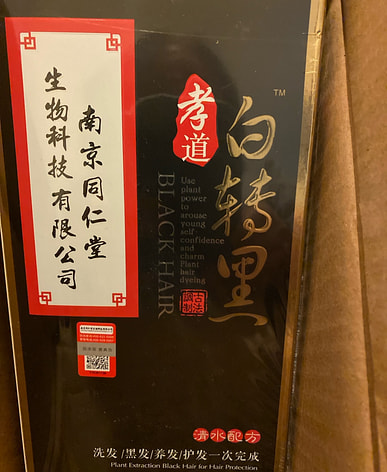 南京同仁堂
生物科技有限公司
孝道
白转黑
TM
BLACK HAIR
Use
plant
power to
arouse
young
self-
confidence
and
charm
Plant
hair
dyeing
清水配方
洗发/黑发/养发/护发一次完成
Plant Extraction Black Hair for Hair Protection